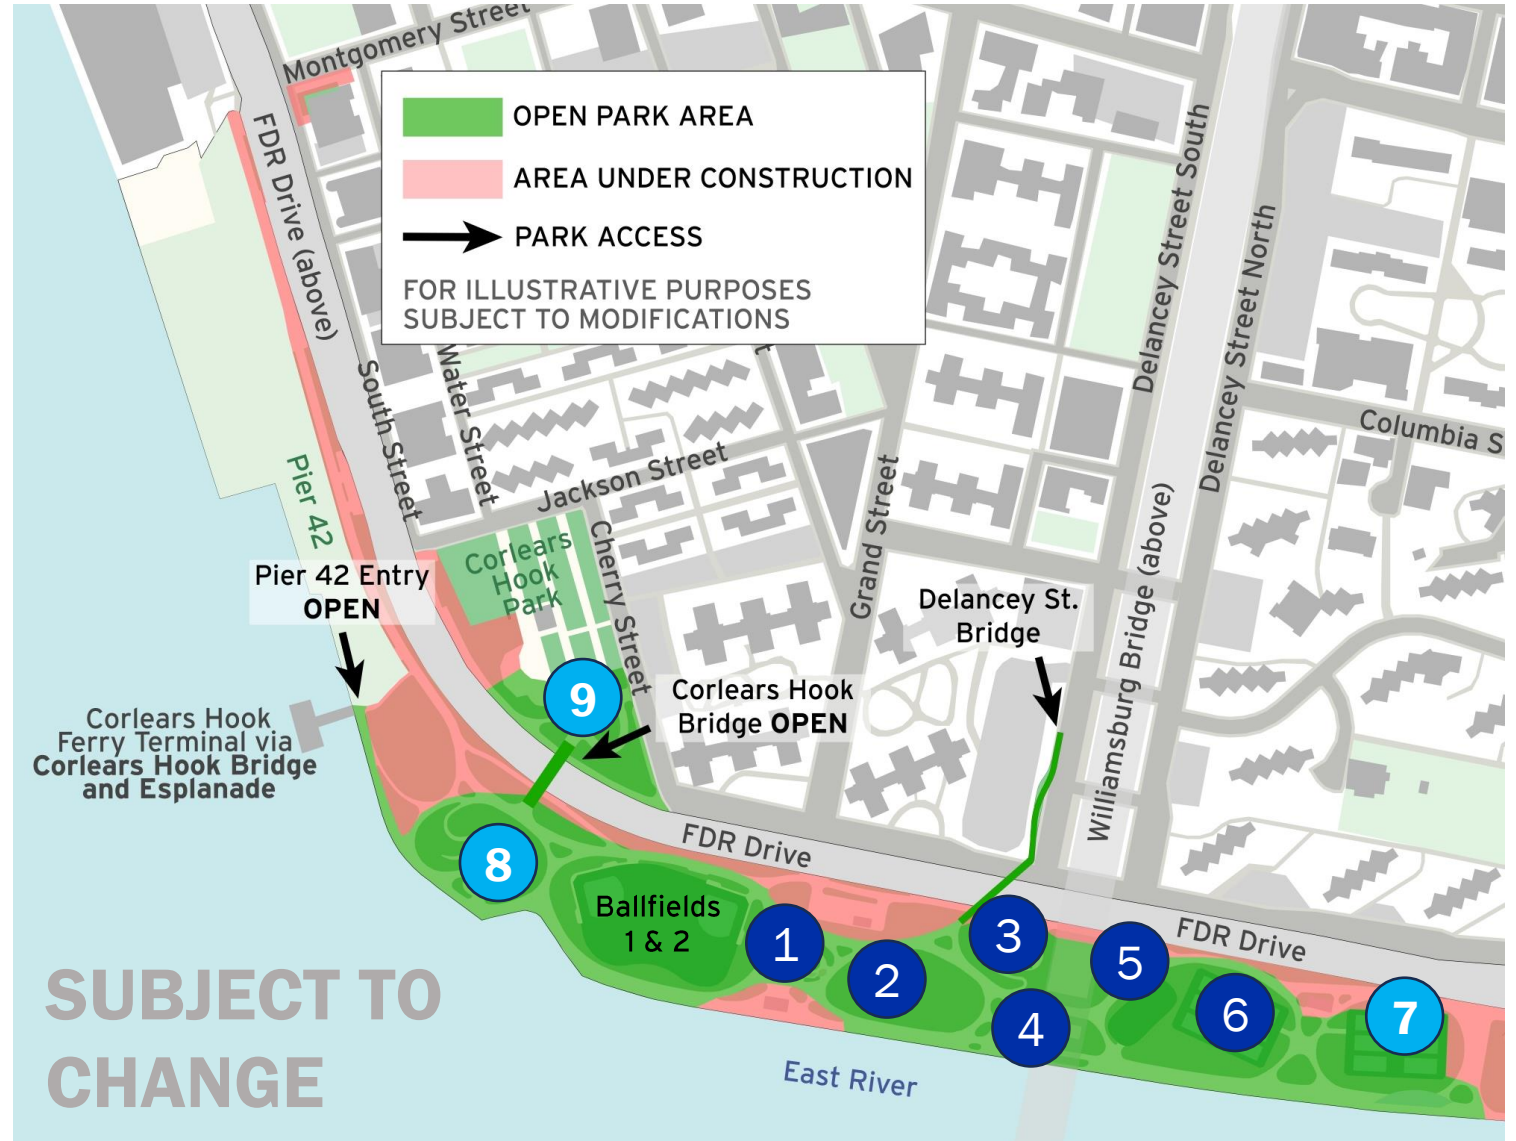 Montgomery Street
OPEN PARK AREA
AREA UNDER CONSTRUCTION
PARK ACCESS
FOR ILLUSTRATIVE PURPOSES
SUBJECT TO MODIFICATIONS
FDR Drive (above)
South Street
Water Street
Jackson Street
Cherry Street
Grand Street
Delancey Street South
Delancey Street North
Columbia S
Williamsburg Bridge (above)
Pier 42
Corlears
Hook
Park
Pier 42 Entry
OPEN
Delancey St.
Bridge
Corlears Hook
Bridge OPEN
Corlears Hook
Ferry Terminal via
Corlears Hook Bridge
and Esplanade
9
8
FDR Drive
Ballfields
1 & 2
1
2
3
4
5
6
7
FDR Drive
East River
SUBJECT TO
CHANGE